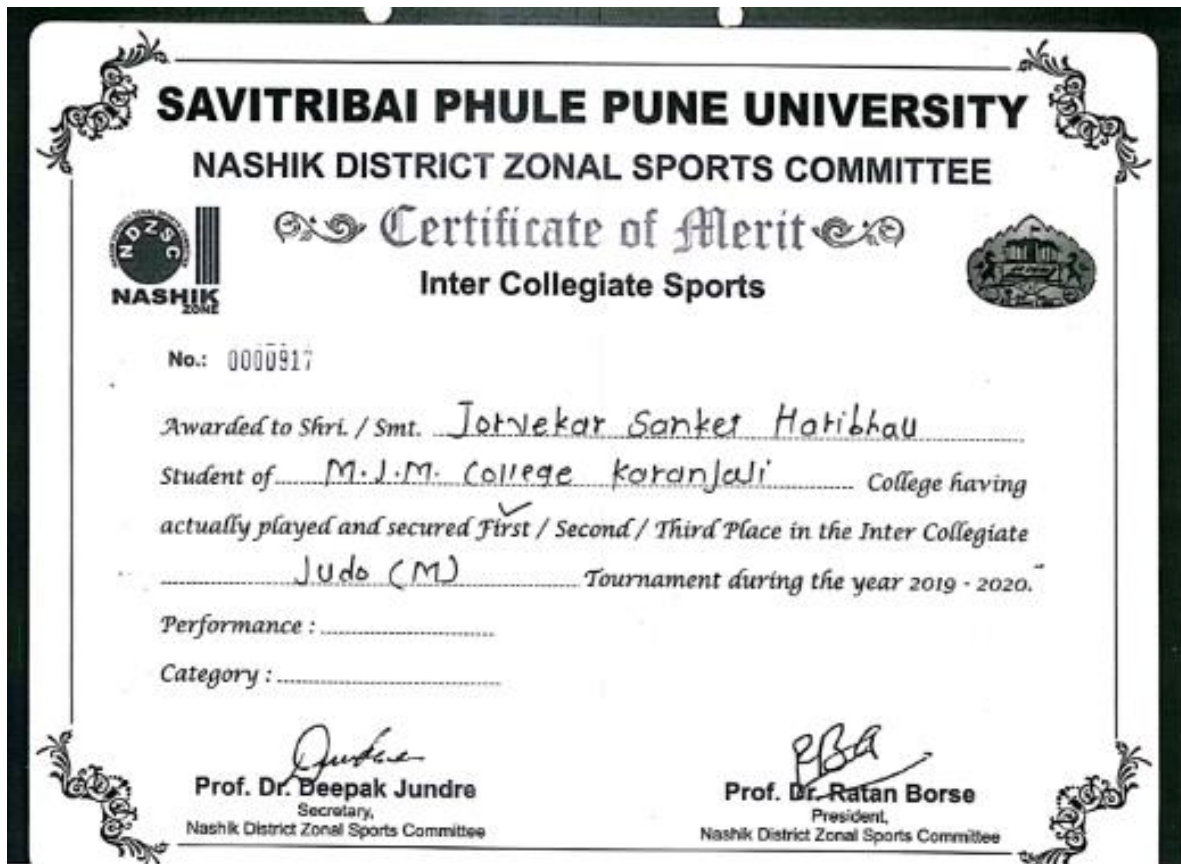 SAVITRIBAI PHULE PUNE UNIVERSITY
NASHIK DISTRICT ZONAL SPORTS COMMITTEE
Certificate of Merit
Inter Collegiate Sports
NDZSC
NASHIK
ZONE
No.: 0000917
Awarded to Shri. / Smt. Jorvekar Sanket Haribhau
Student of M.J.M. College Karanjali College having
actually played and secured First / Second / Third Place in the Inter Collegiate
Judo (M) Tournament during the year 2019 - 2020.
Performance :
Category :
Prof. Dr. Deepak Jundre
Secretary,
Nashik District Zonal Sports Committee
Prof. Dr. Ratan Borse
President,
Nashik District Zonal Sports Committee